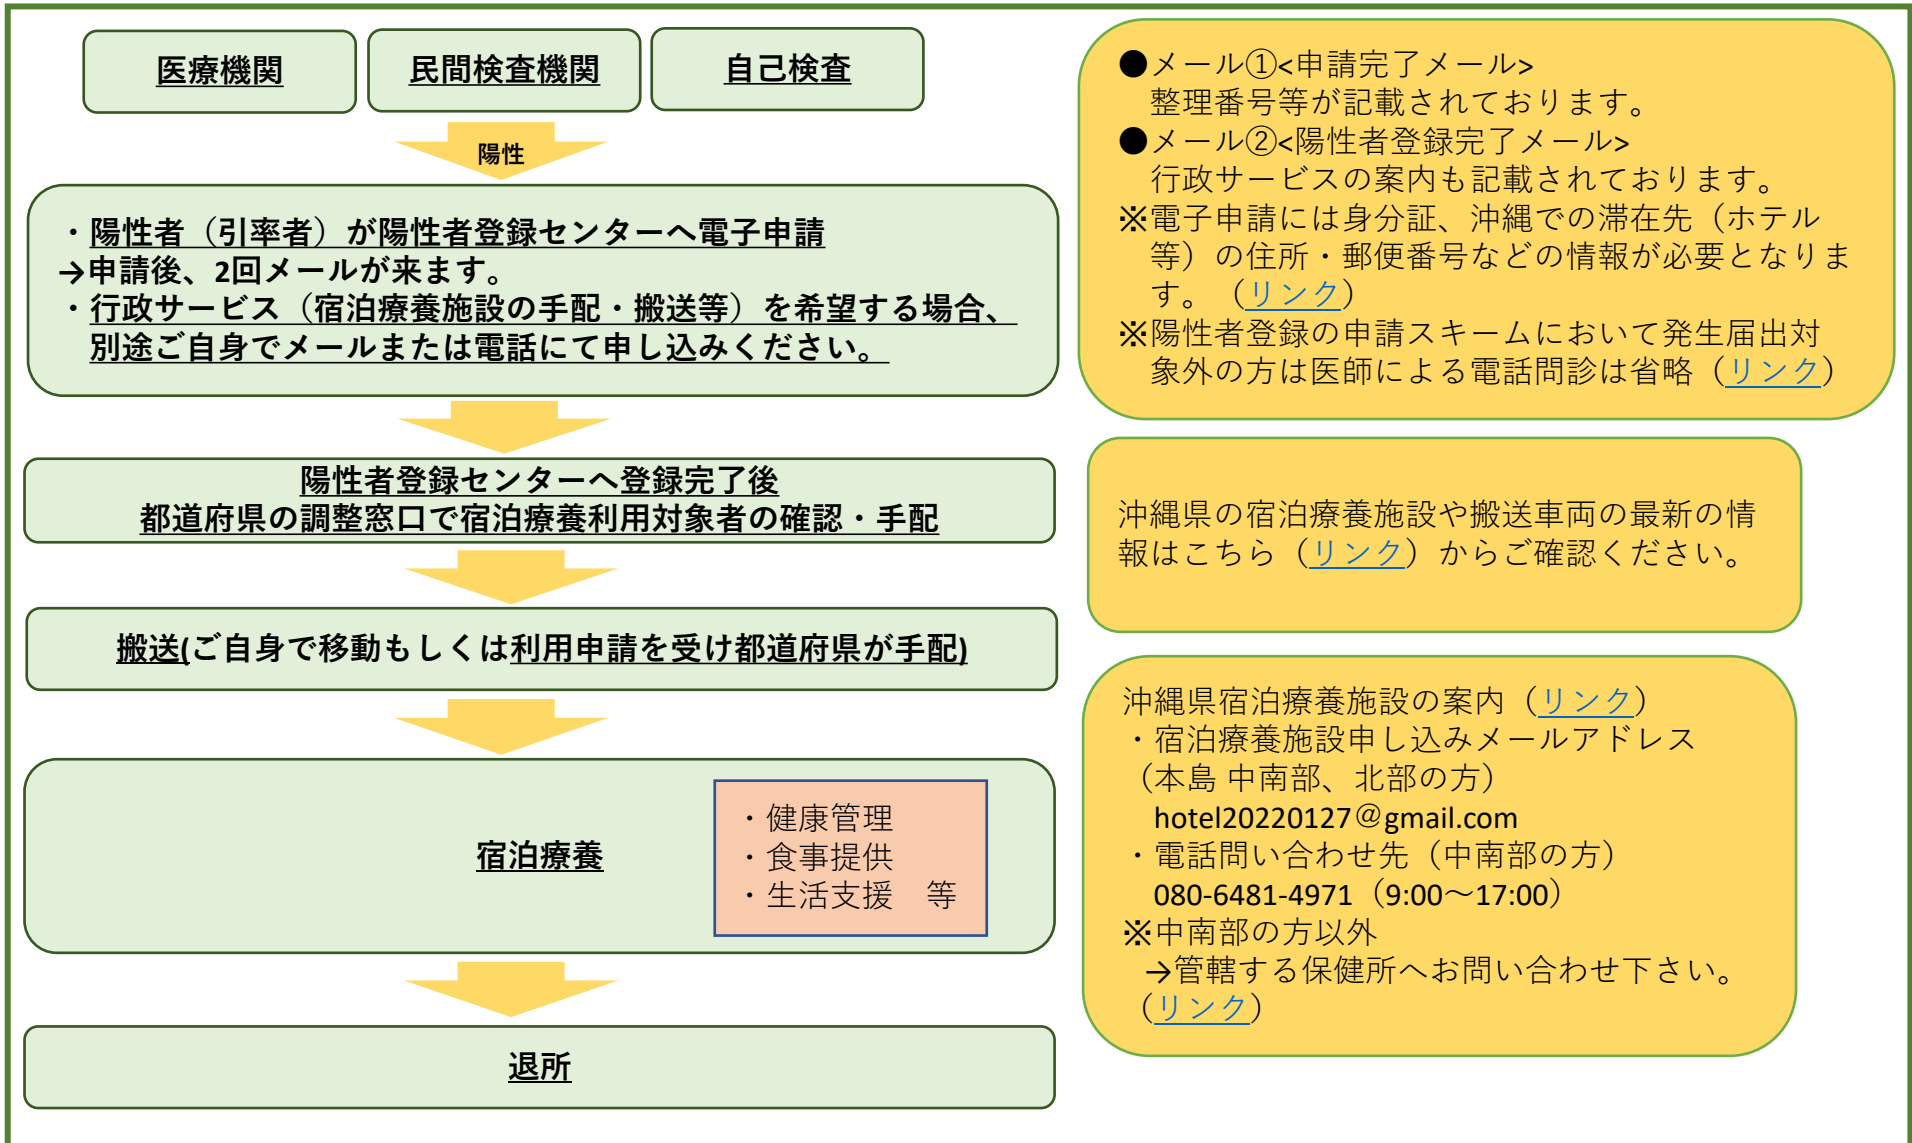 医療機関
民間検査機関
自己検査
陽性
・陽性者（引率者）が陽性者登録センターへ電子申請
→申請後、2回メールが来ます。
・行政サービス（宿泊療養施設の手配・搬送等）を希望する場合、
別途ご自身でメールまたは電話にて申し込みください。
陽性者登録センターへ登録完了後
都道府県の調整窓口で宿泊療養利用対象者の確認・手配
搬送(ご自身で移動もしくは利用申請を受け都道府県が手配)
宿泊療養
・健康管理
・食事提供
・生活支援　等
退所
●メール①<申請完了メール>
整理番号等が記載されております。
●メール②<陽性者登録完了メール>
行政サービスの案内も記載されております。
※電子申請には身分証、沖縄での滞在先（ホテル
等）の住所・郵便番号などの情報が必要となりま
す。（リンク）
※陽性者登録の申請スキームにおいて発生届出対
象外の方は医師による電話問診は省略（リンク）
沖縄県の宿泊療養施設や搬送車両の最新の情
報はこちら（リンク）からご確認ください。
沖縄県宿泊療養施設の案内（リンク）
・宿泊療養施設申し込みメールアドレス
（本島 中南部、北部の方）
hotel20220127＠gmail.com
・電話問い合わせ先（中南部の方）
080-6481-4971（9:00～17:00）
※中南部の方以外
→管轄する保健所へお問い合わせ下さい。
（リンク）